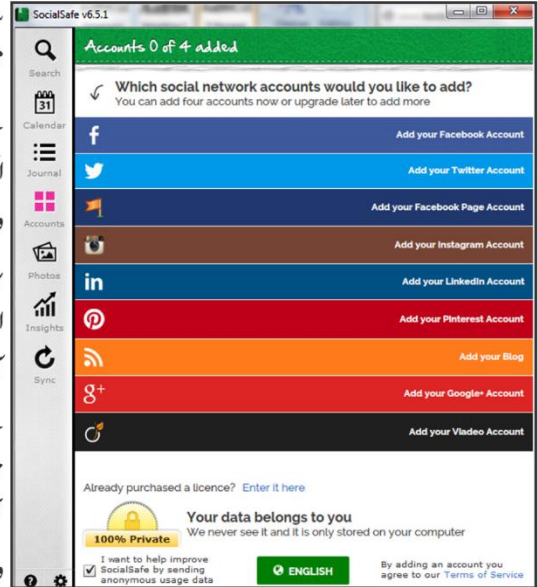 SocialSafe v6.5.1
Accounts 0 of 4 added
Search
31
Calendar
Journal
Accounts
Photos
Insights
Sync
Which social network accounts would you like to add?
You can add four accounts now or upgrade later to add more
f
Add your Facebook Account
Add your Twitter Account
Add your Facebook Page Account
Add your Instagram Account
in
Add your LinkedIn Account
Add your Pinterest Account
Add your Blog
g+
Add your Google+ Account
Add your Viadeo Account
Already purchased a licence? Enter it here
100% Private
Your data belongs to you
We never see it and it is only stored on your computer
I want to help improve
SocialSafe by sending
anonymous usage data
ENGLISH
By adding an account you
agree to our Terms of Service